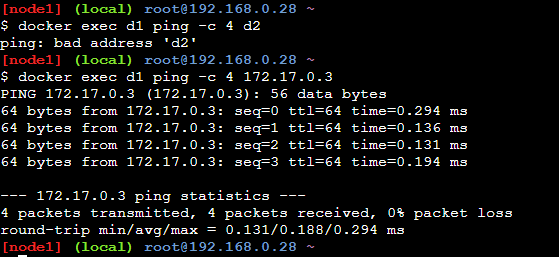 [node1] (local) root@192.168.0.28 ~
$ docker exec d1 ping -c 4 d2
ping: bad address 'd2'
[node1] (local) root@192.168.0.28 ~
$ docker exec d1 ping -c 4 172.17.0.3
PING 172.17.0.3 (172.17.0.3): 56 data bytes
64 bytes from 172.17.0.3: seq=0 ttl=64 time=0.294 ms
64 bytes from 172.17.0.3: seq=1 ttl=64 time=0.136 ms
64 bytes from 172.17.0.3: seq=2 ttl=64 time=0.131 ms
64 bytes from 172.17.0.3: seq=3 ttl=64 time=0.194 ms
--- 172.17.0.3 ping statistics ---
4 packets transmitted, 4 packets received, 0% packet loss
round-trip min/avg/max = 0.131/0.188/0.294 ms
[node1] (local) root@192.168.0.28 ~